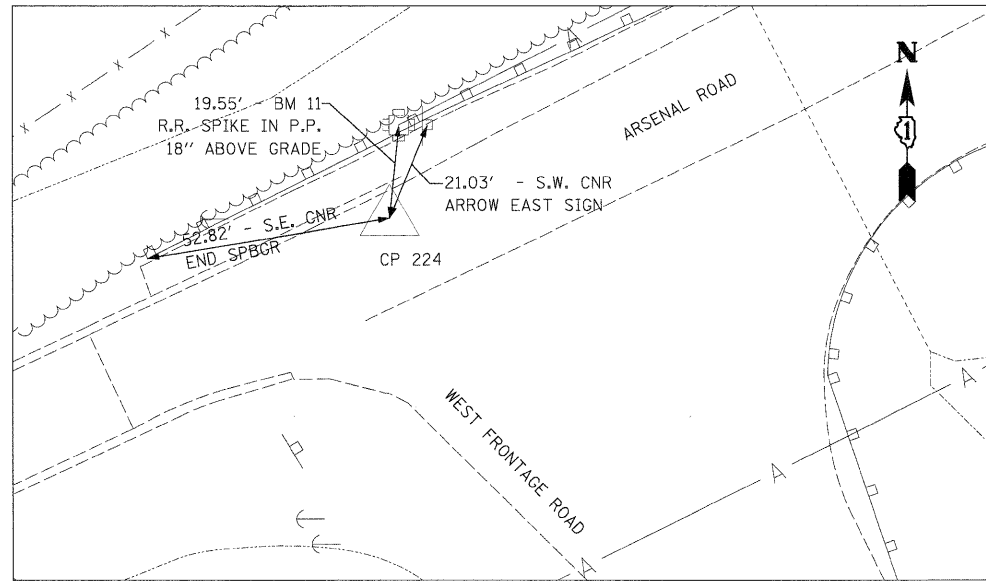 19.55' - BM 11
R.R. SPIKE IN P.P.
18" ABOVE GRADE
N
1
ARSENAL ROAD
A
21.03' - S.W. CNR
ARROW EAST SIGN
52.82' - S.E. CNR
END SPBGR
CP 224
WEST FRONTAGE ROAD
A
A
A
x
x
x